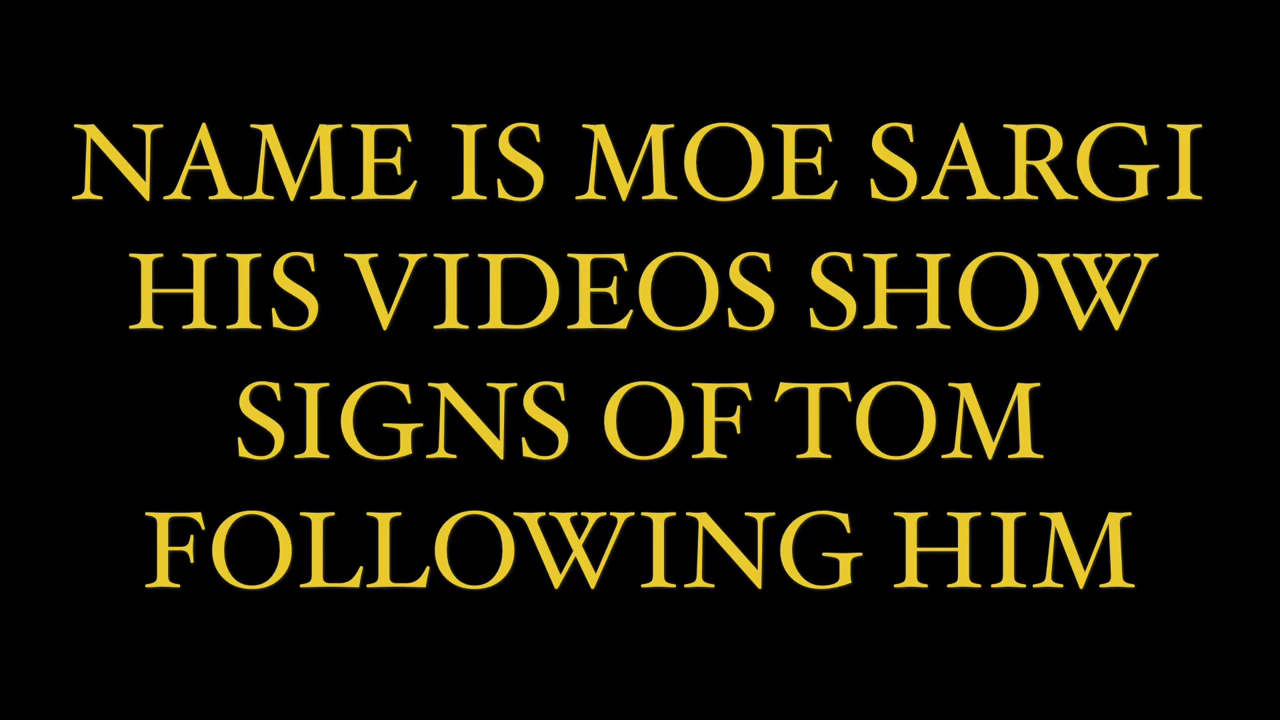 NAME IS MOE SARGI
HIS VIDEOS SHOW
SIGNS OF TOM
FOLLOWING HIM